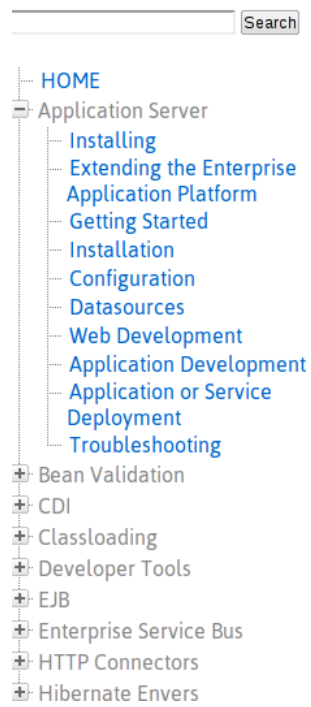 Search
HOME
Application Server
Installing
Extending the Enterprise
Application Platform
Getting Started
Installation
Configuration
Datasources
Web Development
Application Development
Application or Service
Deployment
Troubleshooting
Bean Validation
CDI
Classloading
Developer Tools
EJB
Enterprise Service Bus
HTTP Connectors
Hibernate Envers